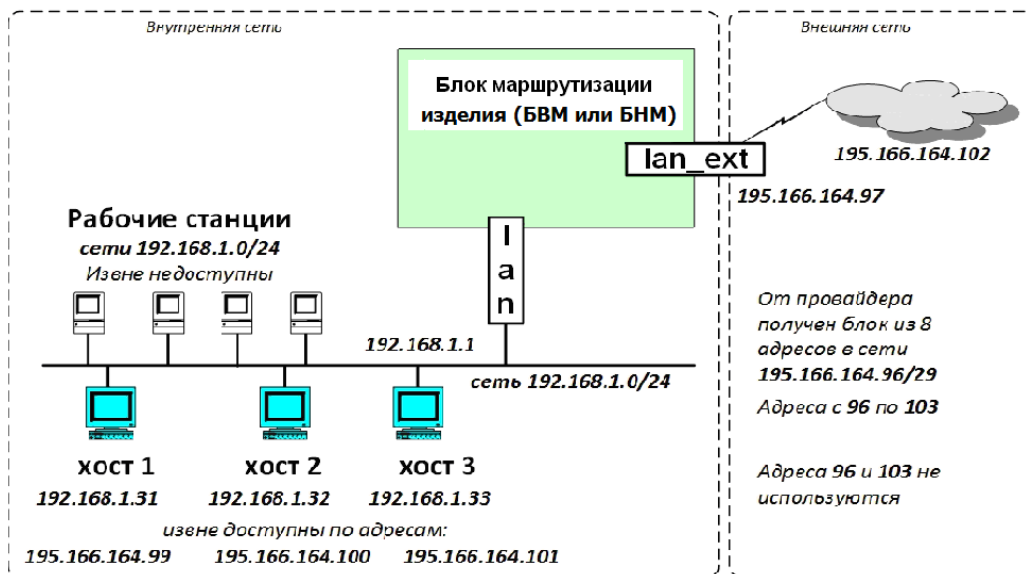 Внутренняя сеть
Внешняя сеть
Блок маршрутизации
изделия (БВМ или БНМ)
lan_ext
195.166.164.102
195.166.164.97
Рабочие станции
сети 192.168.1.0/24
Извне недоступны
lan
192.168.1.1
сеть 192.168.1.0/24
От провайдера
получен блок из 8
адресов в сети
195.166.164.96/29
Адреса с 96 по 103
Адреса 96 и 103 не
используются
хост 1
хост 2
хост 3
192.168.1.31
192.168.1.32
192.168.1.33
извне доступны по адресам:
195.166.164.99
195.166.164.100
195.166.164.101